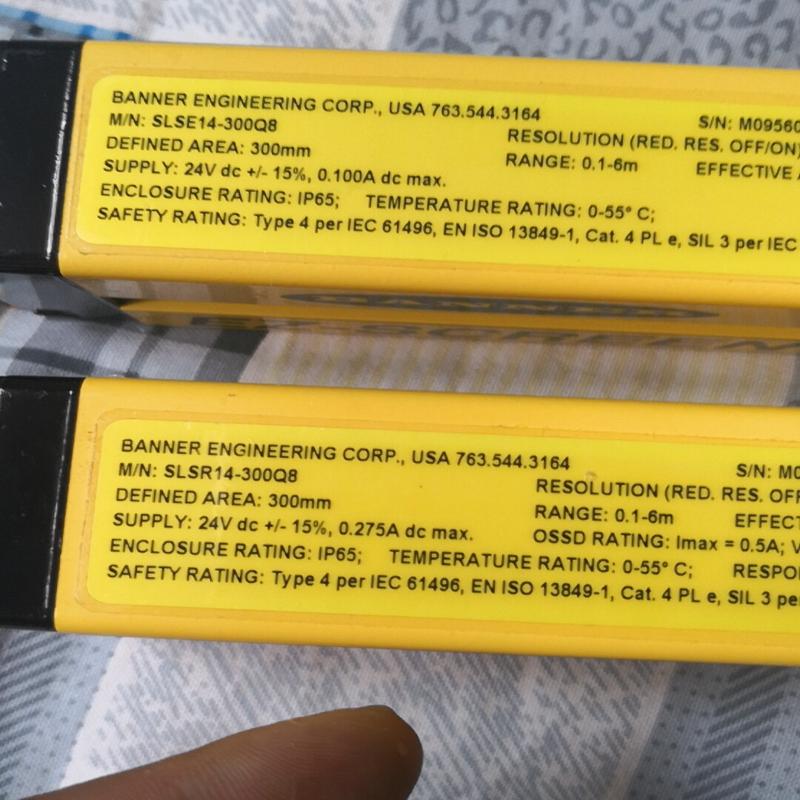 BANNER ENGINEERING CORP., USA 763.544.3164 S/N: M09560
M/N: SLSE14-300Q8 RESOLUTION (RED. RES. OFF/ON)
DEFINED AREA: 300mm RANGE: 0.1-6m EFFECTIVE
SUPPLY: 24V dc +/- 15%, 0.100A dc max.
ENCLOSURE RATING: IP65; TEMPERATURE RATING: 0-55° C;
SAFETY RATING: Type 4 per IEC 61496, EN ISO 13849-1, Cat. 4 PL e, SIL 3 per IEC
BANNER
EZ-SCREEN
BANNER ENGINEERING CORP., USA 763.544.3164 S/N: M0
M/N: SLSR14-300Q8 RESOLUTION (RED. RES. OFF
DEFINED AREA: 300mm RANGE: 0.1-6m EFFECT
SUPPLY: 24V dc +/- 15%, 0.275A dc max. OSSD RATING: Imax = 0.5A; V
ENCLOSURE RATING: IP65; TEMPERATURE RATING: 0-55° C; RESPO
SAFETY RATING: Type 4 per IEC 61496, EN ISO 13849-1, Cat. 4 PL e, SIL 3 per